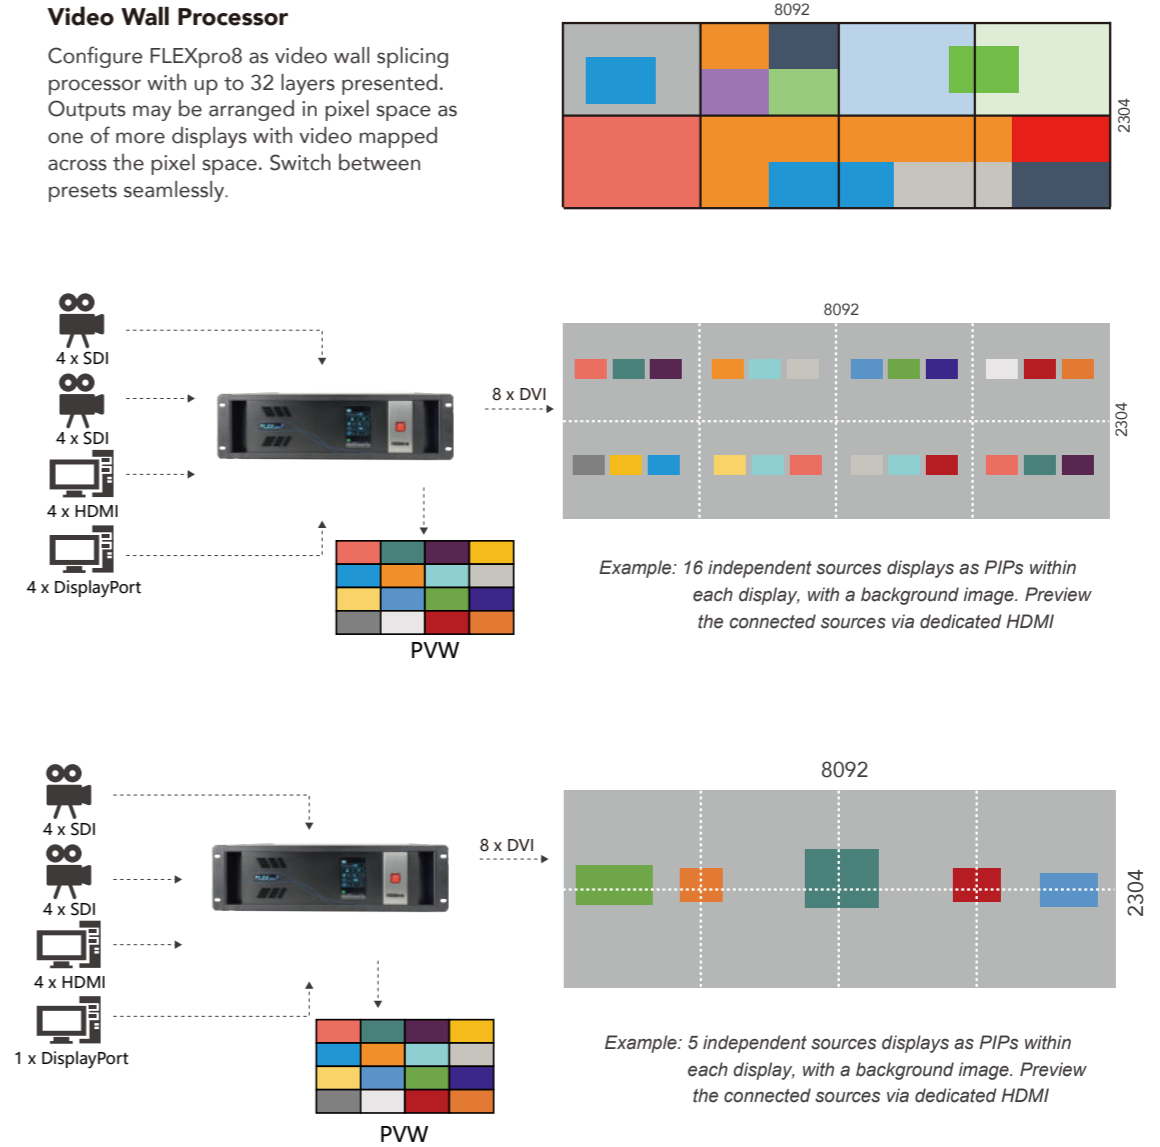 Video Wall Processor
Configure FLEXpro8 as video wall splicing
processor with up to 32 layers presented.
Outputs may be arranged in pixel space as
one of more displays with video mapped
across the pixel space. Switch between
presets seamlessly.
8092
2304
4 x SDI
4 x SDI
4 x HDMI
4 x DisplayPort
8 x DVI
PVW
8092
2304
Example: 16 independent sources displays as PIPs within
each display, with a background image. Preview
the connected sources via dedicated HDMI
4 x SDI
4 x SDI
4 x HDMI
1 x DisplayPort
8 x DVI
PVW
8092
2304
Example: 5 independent sources displays as PIPs within
each display, with a background image. Preview
the connected sources via dedicated HDMI